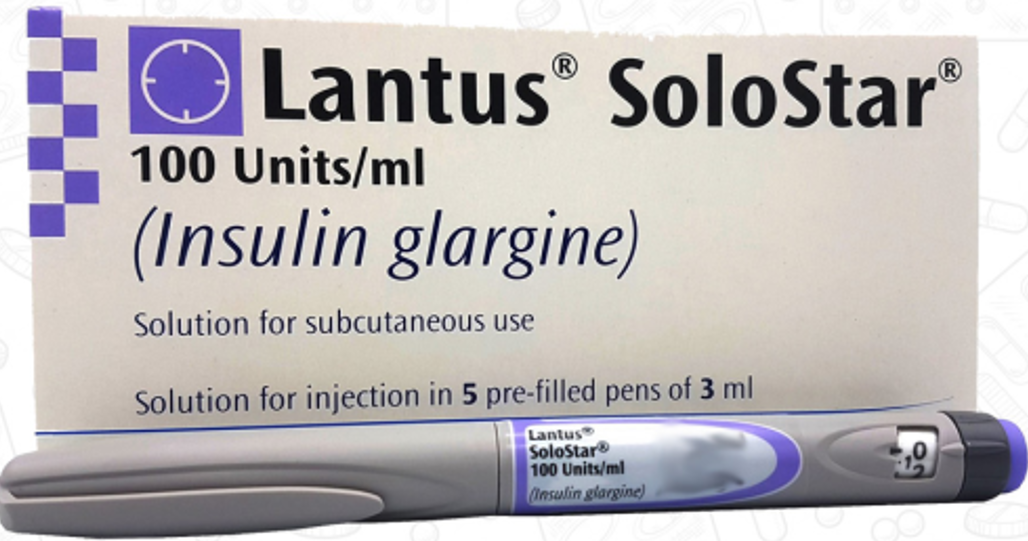 Lantus® SoloStar®
100 Units/ml
(Insulin glargine)
Solution for subcutaneous use
Solution for injection in 5 pre-filled pens of 3 ml
Lantus®
SoloStar®
100 Units/ml
(Insulin glargine)
0
1
2